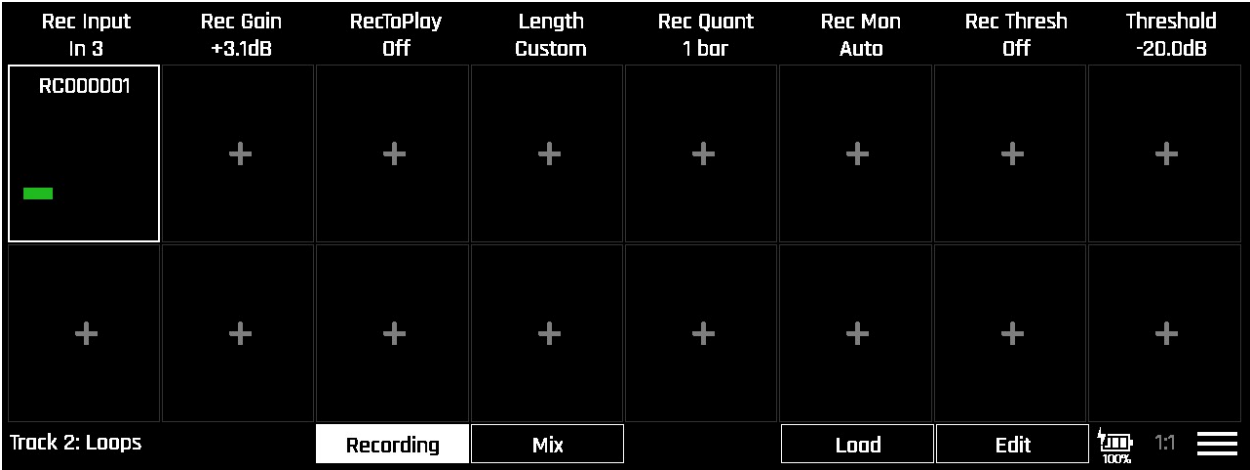 Rec Input Rec Gain RecToPlay Length Rec Quant Rec Mon Rec Thresh Threshold
In 3 +3.1dB Off Custom 1 bar Auto Off -20.0dB
RC000001
+ + + + + + +
+ + + + + + + +
Track 2: Loops Recording Mix Load Edit 1:1
100%